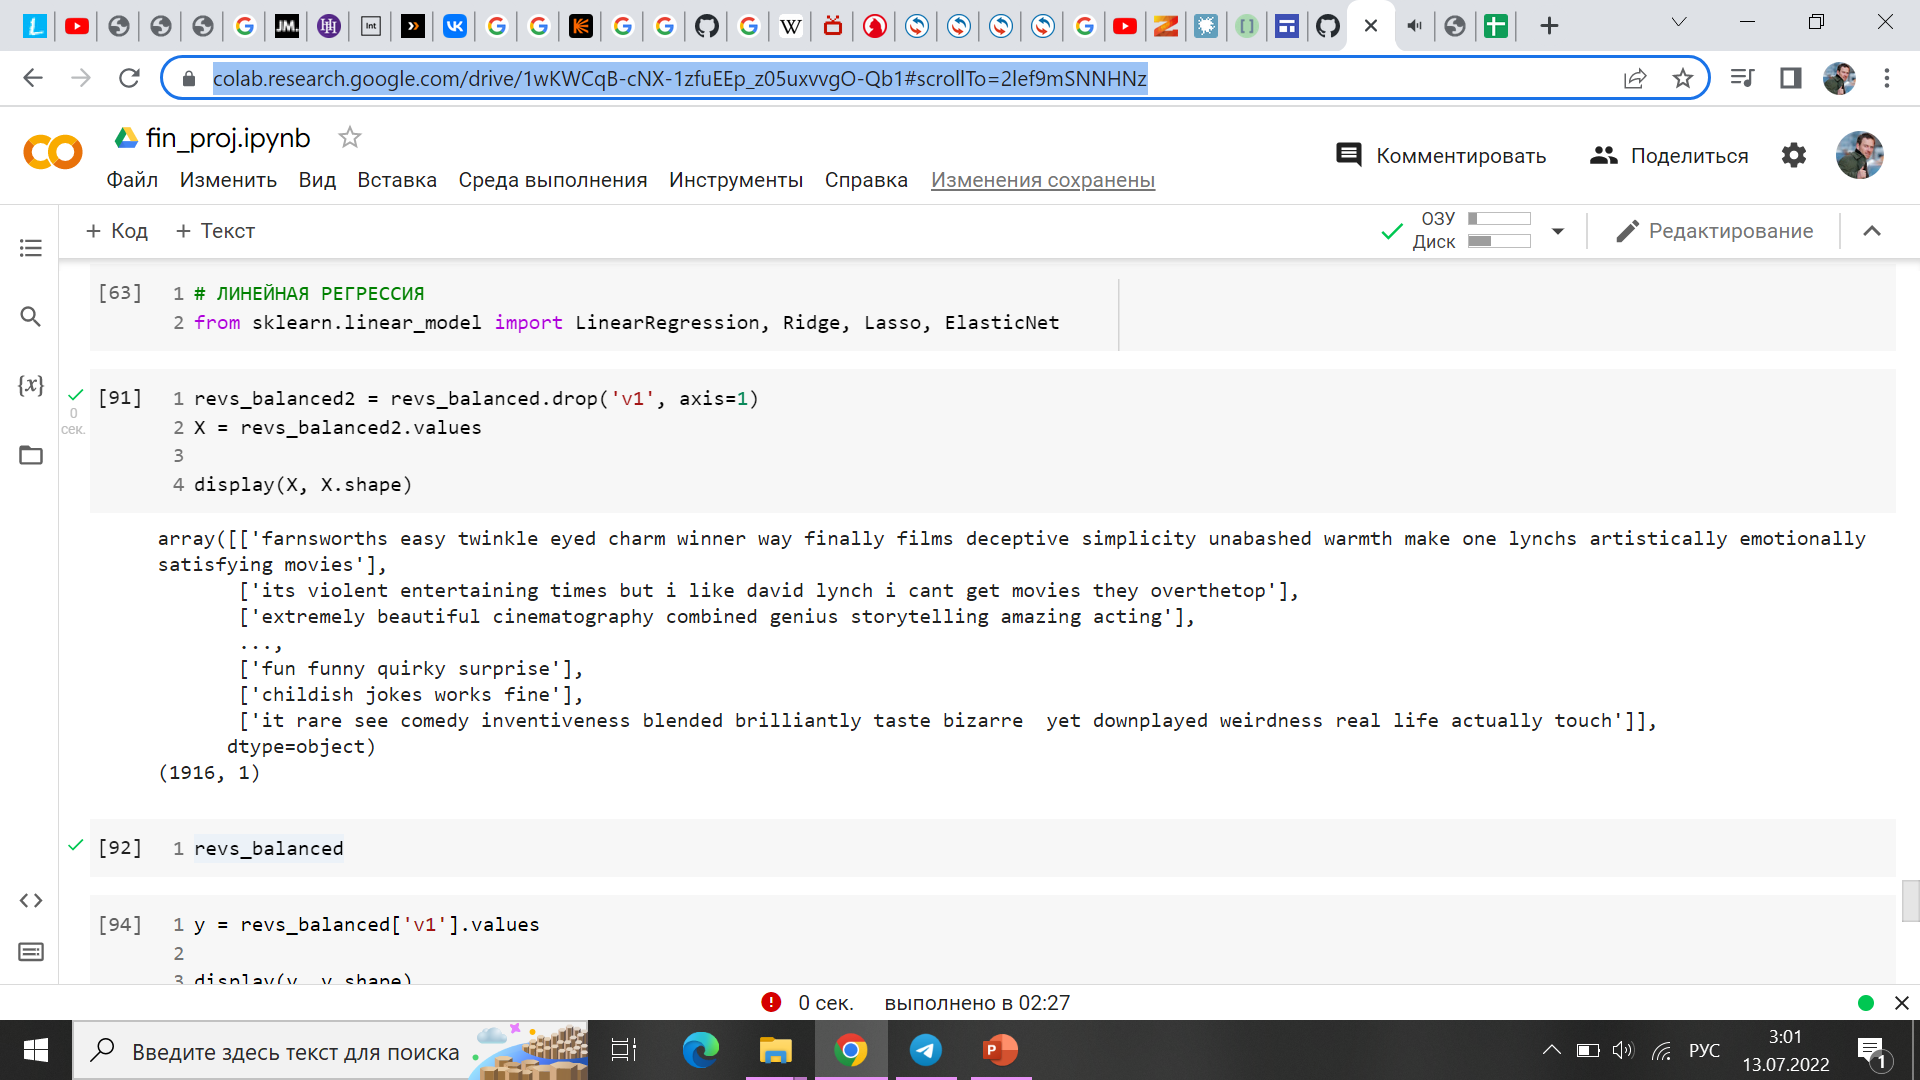 JM.
HH
Int
VK
W
colab.research.google.com/drive/1wKWCqB-cNX-1zfuEEp_z05uxvvgO-Qb1#scrollTo=2lef9mSNNHNz
fin_proj.ipynb
Комментировать
Поделиться
Файл Изменить Вид Вставка Среда выполнения Инструменты Справка Изменения сохранены
+ Код + Текст
ОЗУ
Диск
Редактирование
[63]
1 # ЛИНЕЙНАЯ РЕГРЕССИЯ
2 from sklearn.linear_model import LinearRegression, Ridge, Lasso, ElasticNet
0
сек.
[91]
1 revs_balanced2 = revs_balanced.drop('v1', axis=1)
2 X = revs_balanced2.values
3
4 display(X, X.shape)
array([['farnsworths easy twinkle eyed charm winner way finally films deceptive simplicity unabashed warmth make one lynchs artistically emotionally
satisfying movies'],
['its violent entertaining times but i like david lynch i cant get movies they overthetop'],
['extremely beautiful cinematography combined genius storytelling amazing acting'],
...,
['fun funny quirky surprise'],
['childish jokes works fine'],
['it rare see comedy inventiveness blended brilliantly taste bizarre  yet downplayed weirdness real life actually touch']],
dtype=object)
(1916, 1)
[92] 1 revs_balanced
[94]
1 y = revs_balanced['v1'].values
2
3 display(y, y.shape)
0 сек. выполнено в 02:27
Введите здесь текст для поиска
РУС
3:01
13.07.2022
1